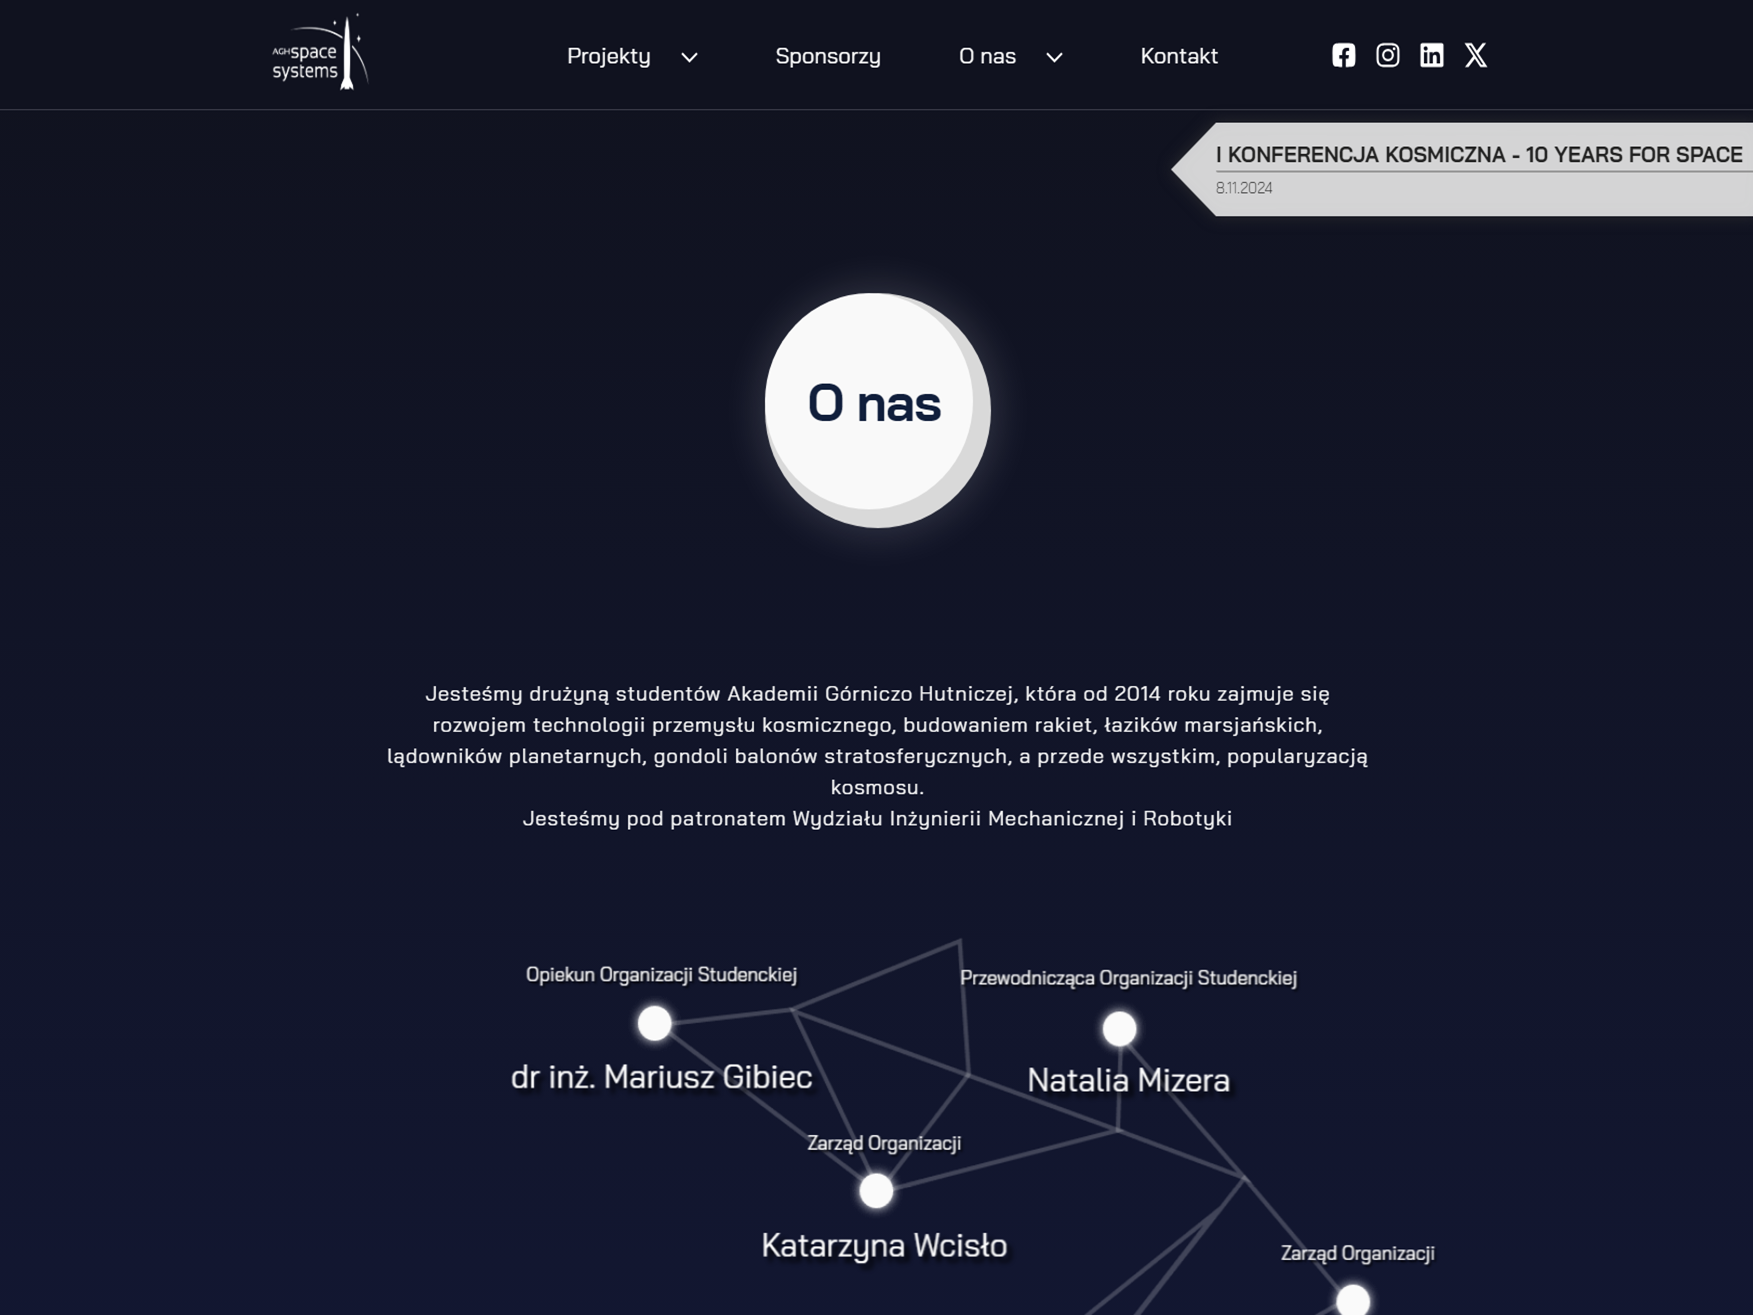 AGH space
systems
Projekty
Sponsorzy
O nas
Kontakt
I KONFERENCJA KOSMICZNA - 10 YEARS FOR SPACE
8.11.2024
O nas
Jesteśmy drużyną studentów Akademii Górniczo Hutniczej, która od 2014 roku zajmuje się
rozwojem technologii przemysłu kosmicznego, budowaniem rakiet, łazików marsjańskich,
lądowników planetarnych, gondoli balonów stratosferycznych, a przede wszystkim, popularyzacją
kosmosu.
Jesteśmy pod patronatem Wydziału Inżynierii Mechanicznej i Robotyki
Opiekun Organizacji Studenckiej
dr inż. Mariusz Gibiec
Przewodnicząca Organizacji Studenckiej
Natalia Mizera
Zarząd Organizacji
Katarzyna Wcisło
Zarząd Organizacji